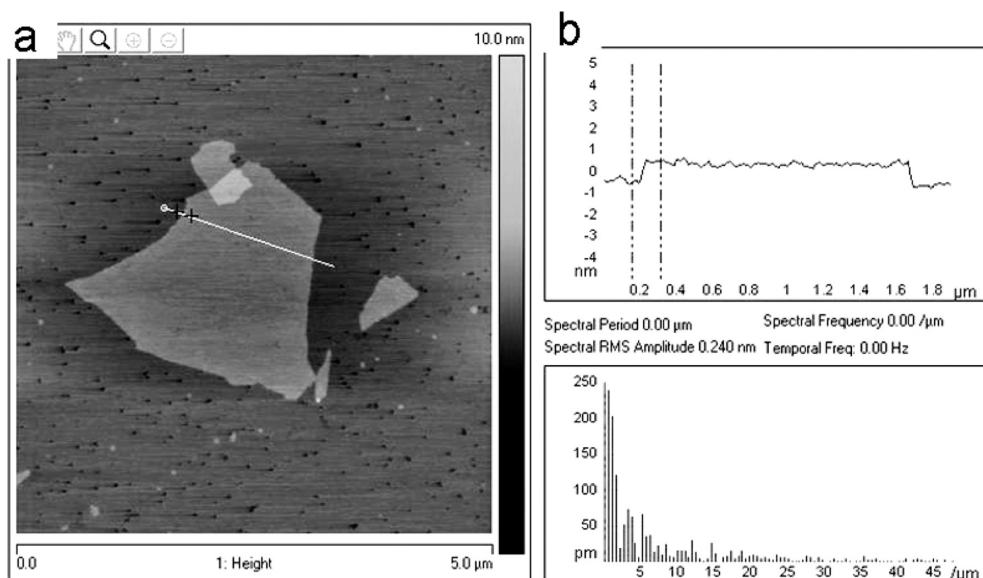 a
10.0 nm
0.0
1: Height
5.0 µm
b
5
4
3
2
1
0
-1
-2
-3
-4
nm
0.2 0.4 0.6 0.8 1 1.2 1.4 1.6 1.8 µm
Spectral Period 0.00 µm
Spectral Frequency 0.00 /µm
Spectral RMS Amplitude 0.240 nm
Temporal Freq: 0.00 Hz
250
200
150
100
50
pm
5 10 15 20 25 30 35 40 45 /µm